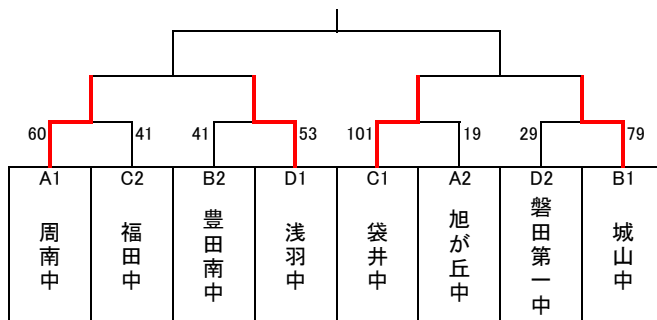 60 41 41 53 101 19 29 79
A1 C2 B2 D1 C1 A2 D2 B1
周南中
福田中
豊田南中
浅羽中
袋井中
旭が丘中
磐田第一中
城山中